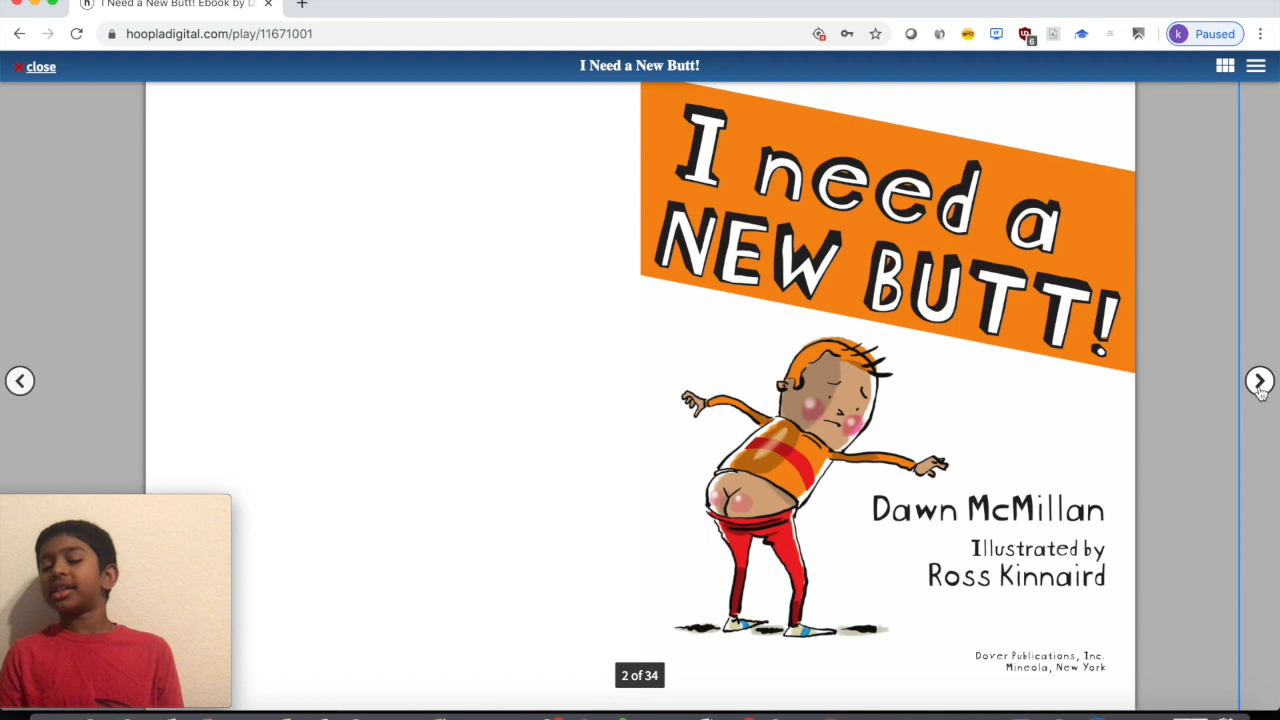 I Need a New Butt! Ebook by D
hoopladigital.com/play/11671001
6
k Paused
close
I Need a New Butt!
I need a
NEW BUTT!
Dawn McMillan
Illustrated by
Ross Kinnaird
Dover Publications, Inc.
Mineola, New York
2 of 34